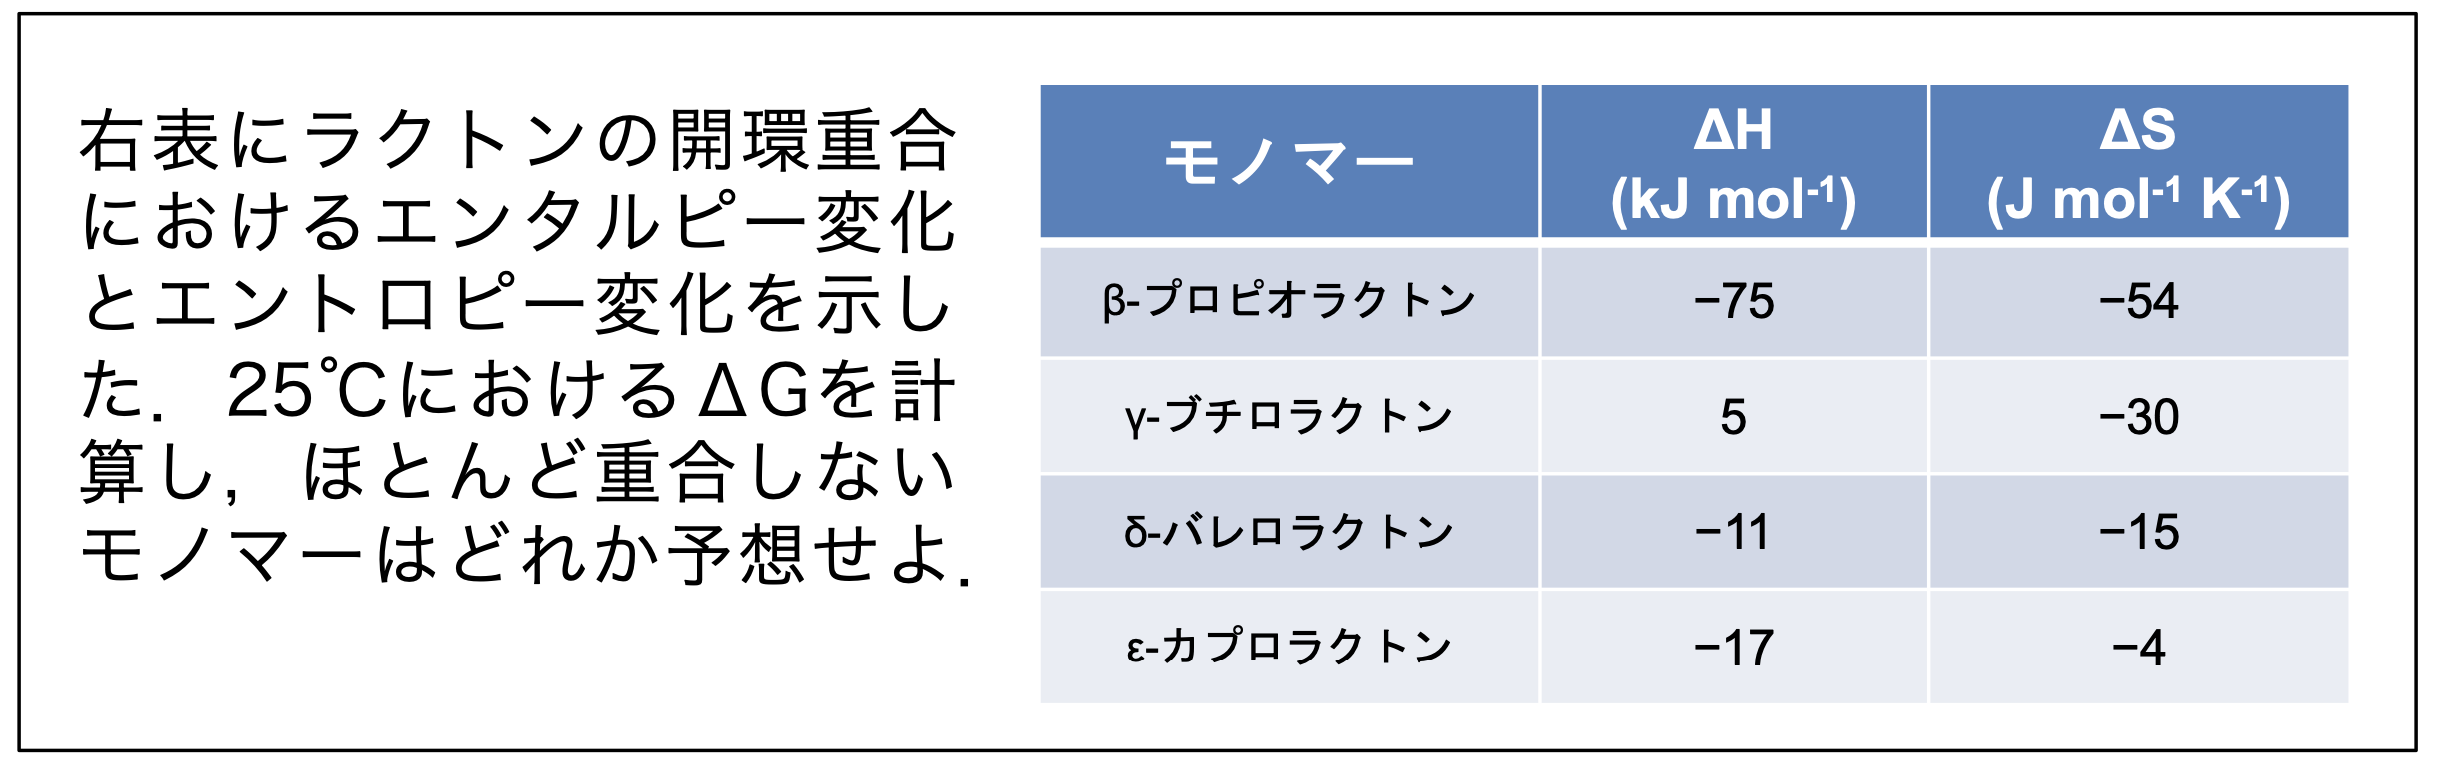 右表にラクトンの開環重合
におけるエンタルピー変化
とエントロピー変化を示し
た．25℃におけるΔGを計
算し，ほとんど重合しない
モノマーはどれか予想せよ．
モノマー ΔH (kJ mol⁻¹) ΔS (J mol⁻¹ K⁻¹)
β-プロピオラクトン −75 −54
γ-ブチロラクトン 5 −30
δ-バレロラクトン −11 −15
ε-カプロラクトン −17 −4